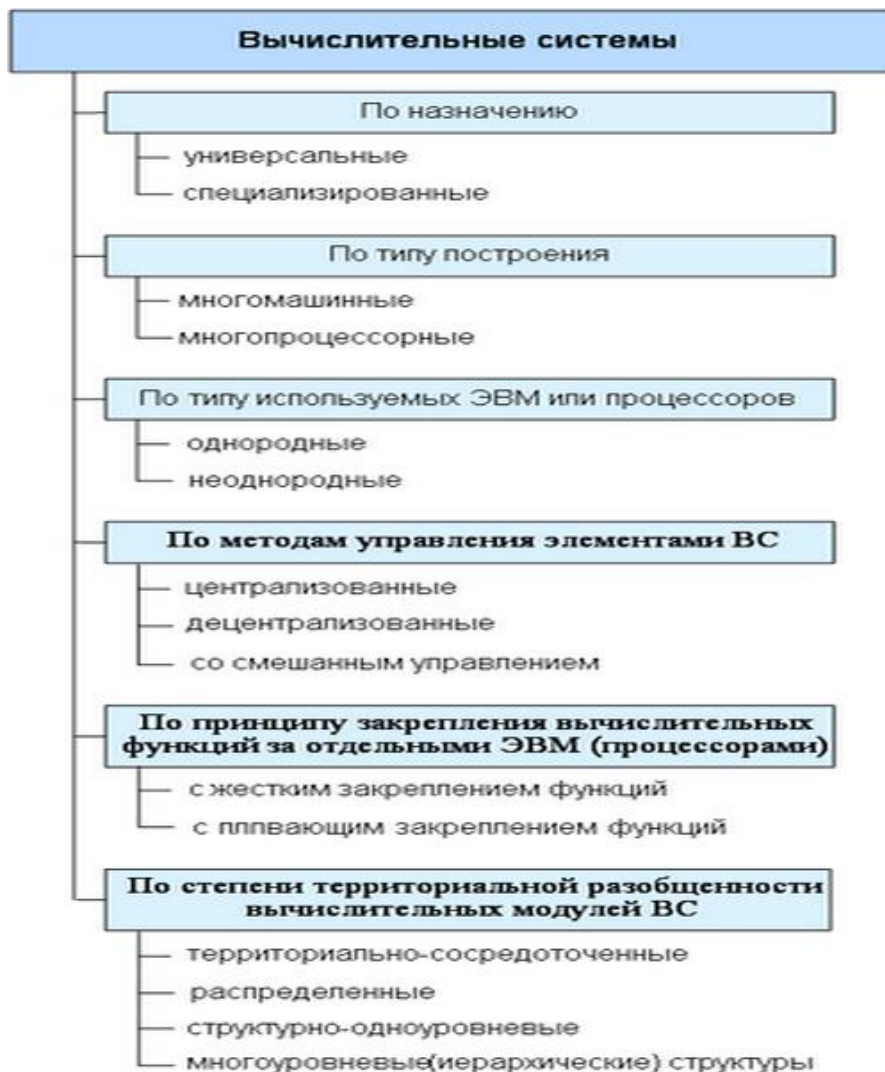 Вычислительные системы
По назначению
универсальные
специализированные
По типу построения
многомашинные
многопроцессорные
По типу используемых ЭВМ или процессоров
однородные
неоднородные
По методам управления элементами ВС
централизованные
децентрализованные
со смешанным управлением
По принципу закрепления вычислительных
функций за отдельными ЭВМ (процессорами)
с жестким закреплением функций
с плпвающим закреплением функций
По степени территориальной разобщенности
вычислительных модулей ВС
территориально-сосредоточенные
распределенные
структурно-одноуровневые
многоуровневые(иерархические) структуры